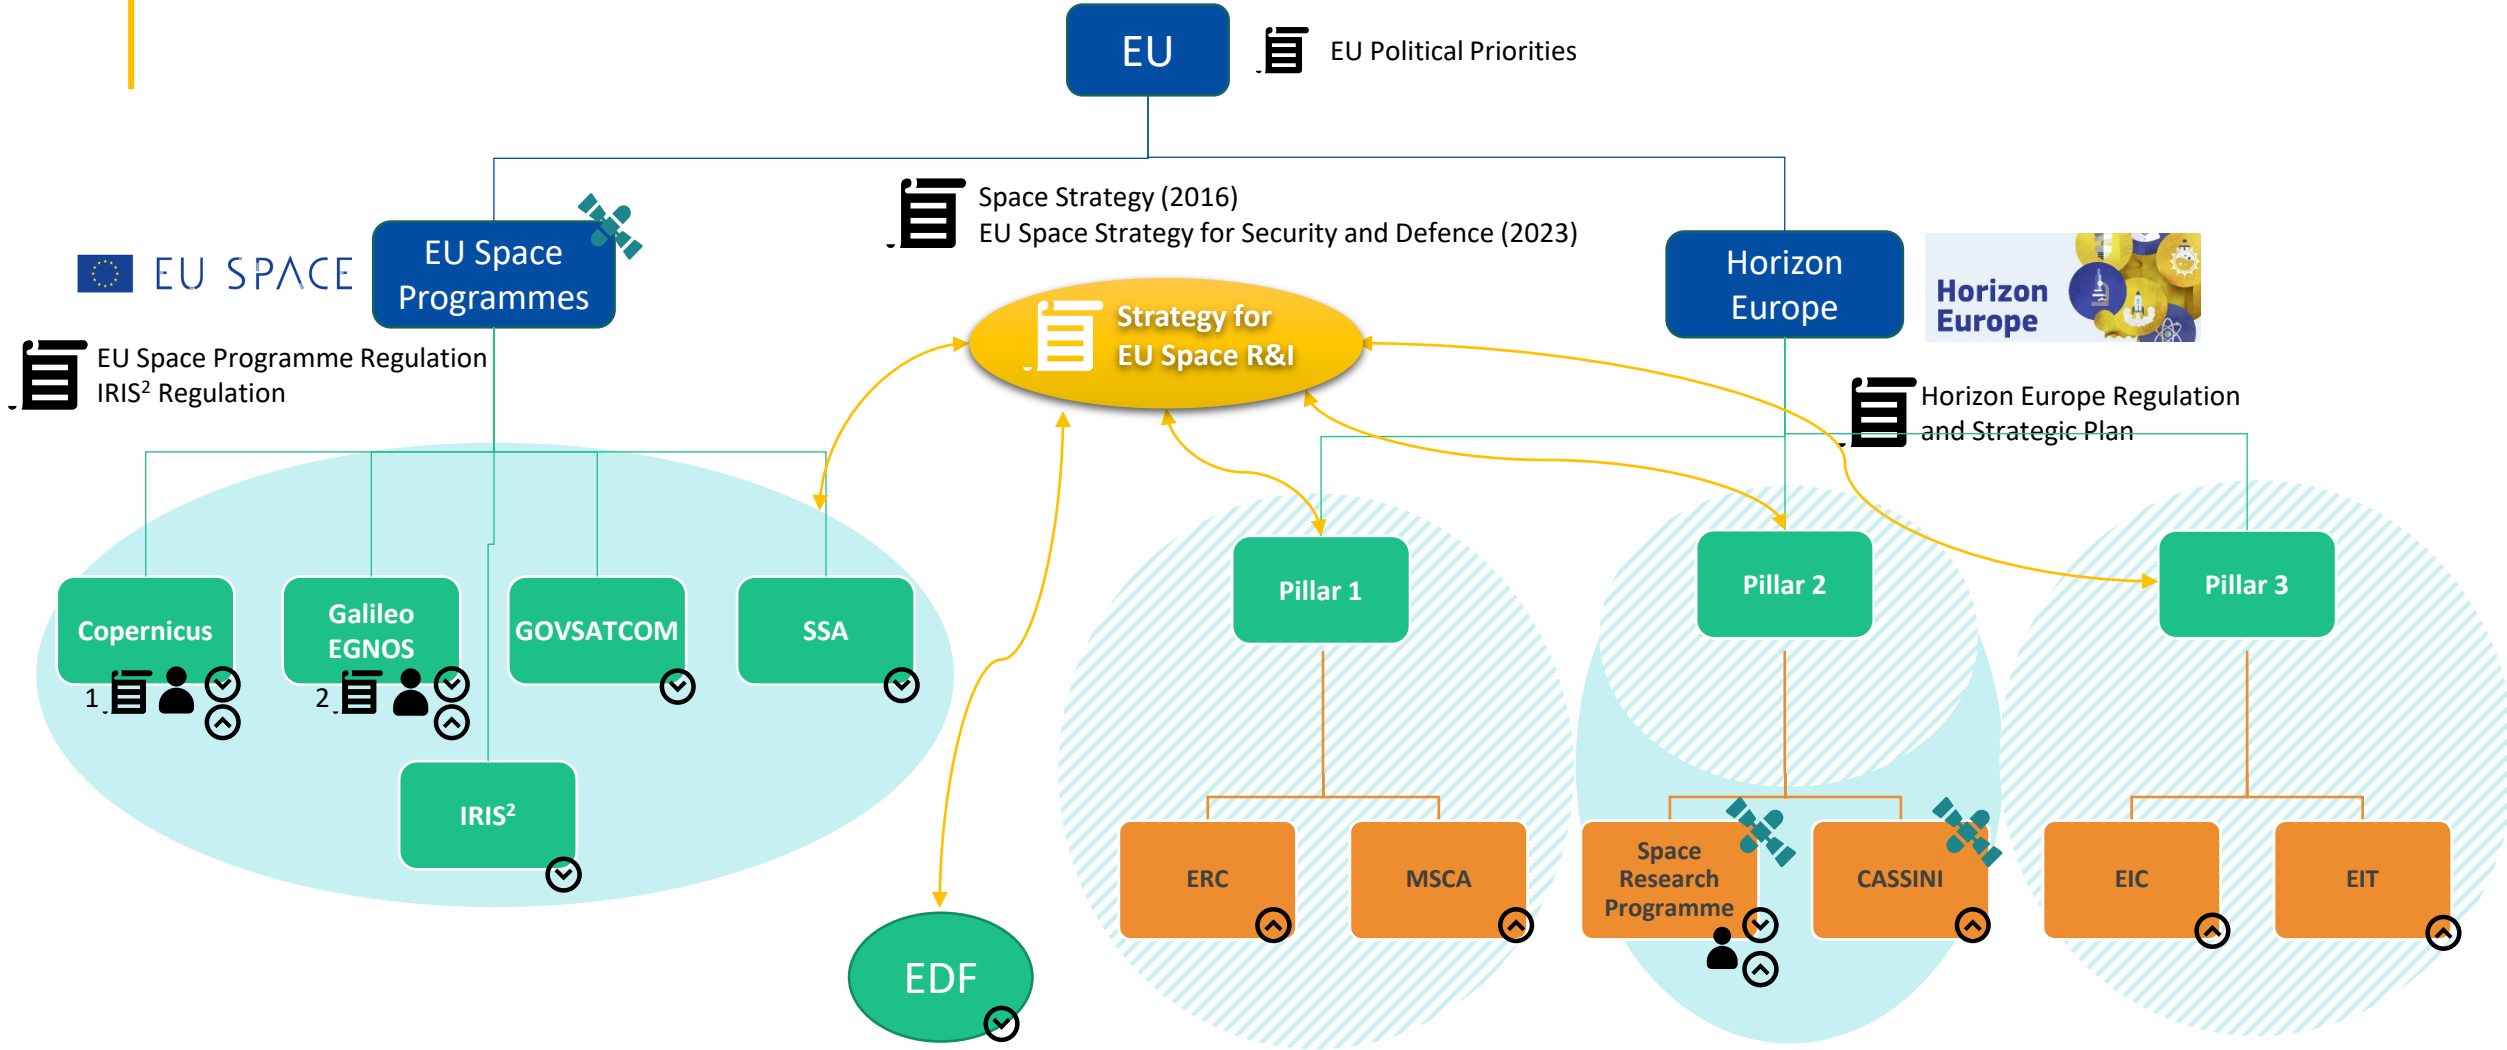 EU
EU Political Priorities
Space Strategy (2016)
EU Space Strategy for Security and Defence (2023)
EU SPACE
EU Space
Programmes
Horizon
Europe
Horizon
Europe
Strategy for
EU Space R&I
EU Space Programme Regulation
IRIS² Regulation
Horizon Europe Regulation
and Strategic Plan
Copernicus
1
Galileo
EGNOS
2
GOVSATCOM
SSA
IRIS²
Pillar 1
Pillar 2
Pillar 3
ERC
MSCA
Space
Research
Programme
CASSINI
EIC
EIT
EDF